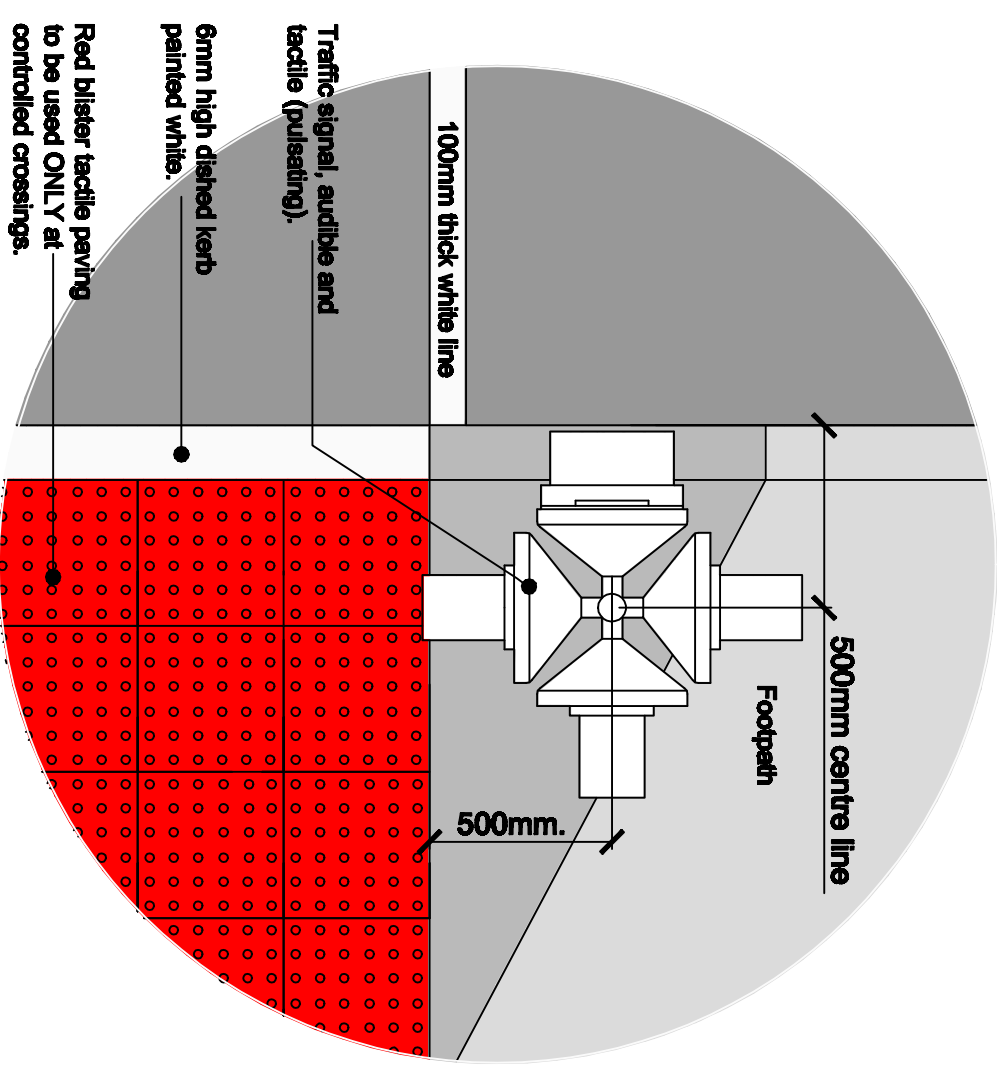 500mm centre line
Footpath
500mm.
100mm thick white line
Traffic signal, audible and
tactile (pulsating).
6mm high dished kerb
painted white.
Red blister tactile paving
to be used ONLY at
controlled crossings.